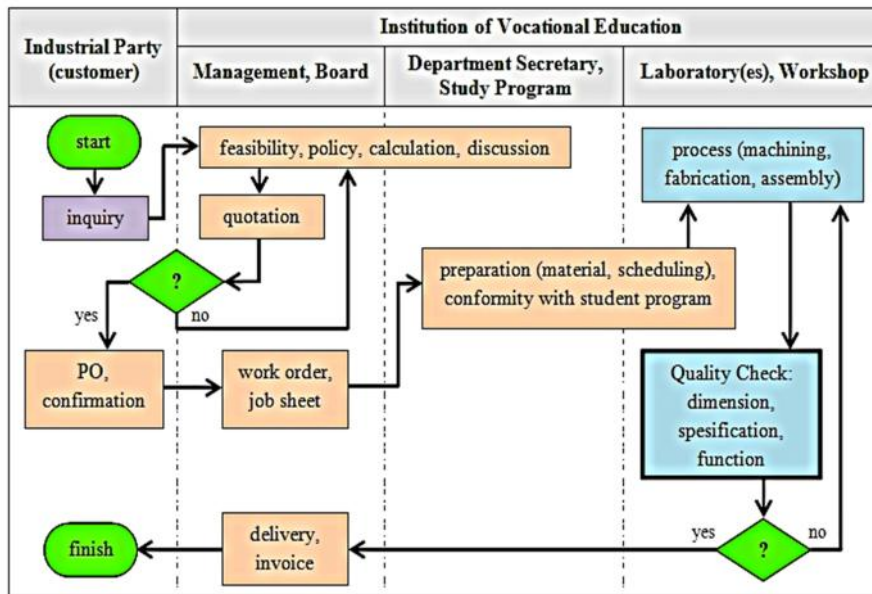 Industrial Party
(customer)
Institution of Vocational Education
Management, Board
Department Secretary,
Study Program
Laboratory(es), Workshop
start
feasibility, policy, calculation, discussion
process (machining,
fabrication, assembly)
inquiry
quotation
?
preparation (material, scheduling),
conformity with student program
yes
no
PO,
confirmation
work order,
job sheet
Quality Check:
dimension,
spesification,
function
finish
delivery,
invoice
yes
?
no